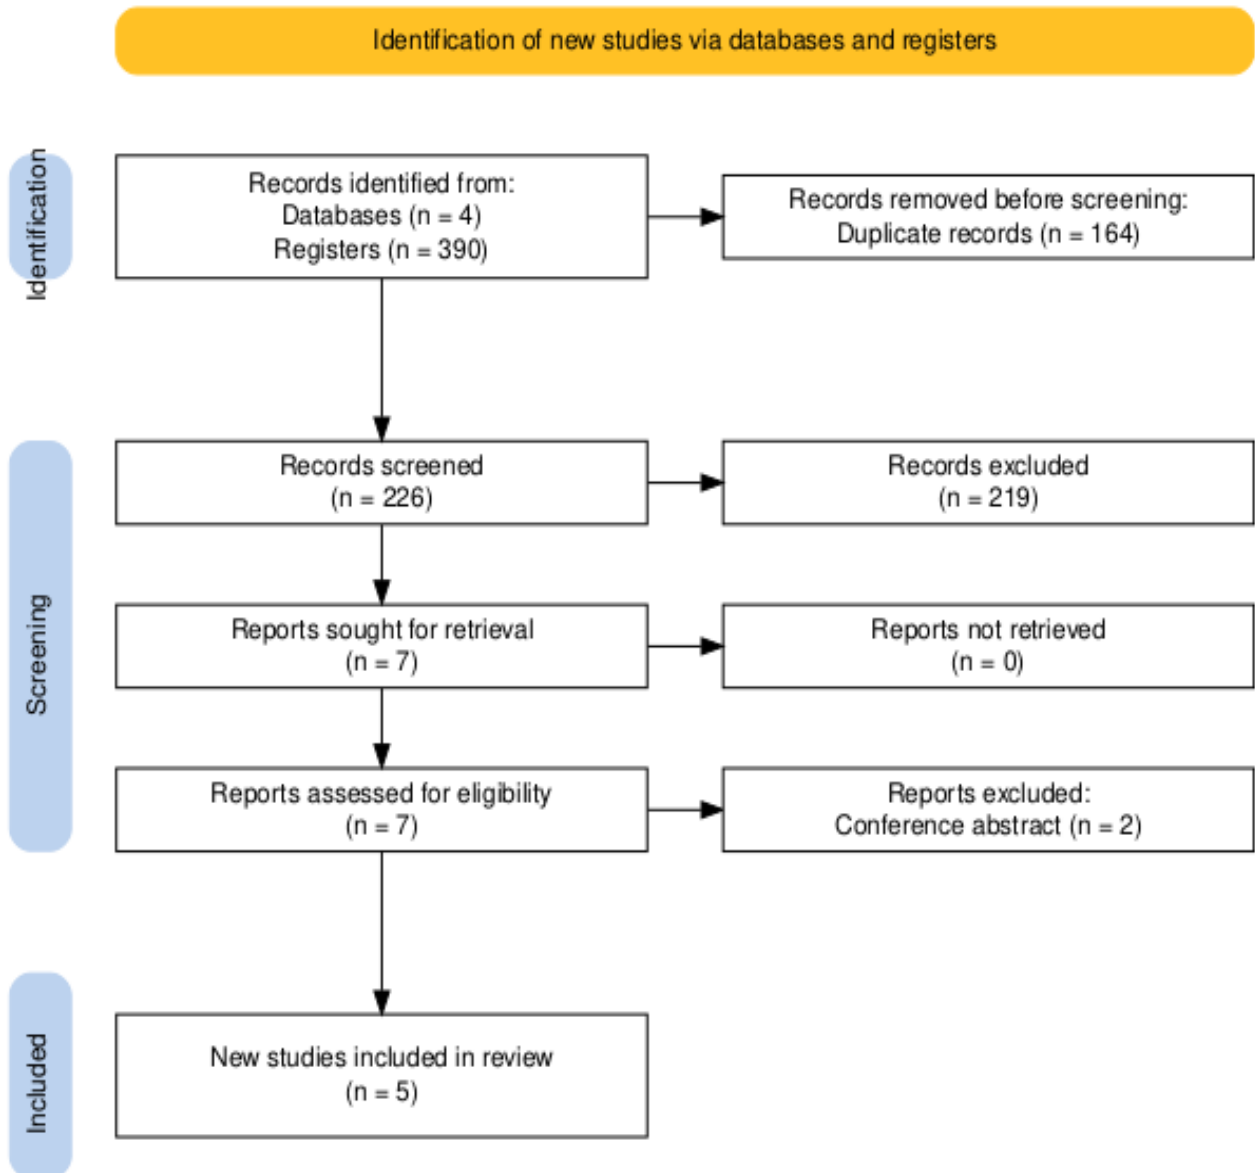 Identification of new studies via databases and registers
Identification
Records identified from:
Databases (n = 4)
Registers (n = 390)
Records removed before screening:
Duplicate records (n = 164)
Screening
Records screened
(n = 226)
Records excluded
(n = 219)
Reports sought for retrieval
(n = 7)
Reports not retrieved
(n = 0)
Reports assessed for eligibility
(n = 7)
Reports excluded:
Conference abstract (n = 2)
Included
New studies included in review
(n = 5)